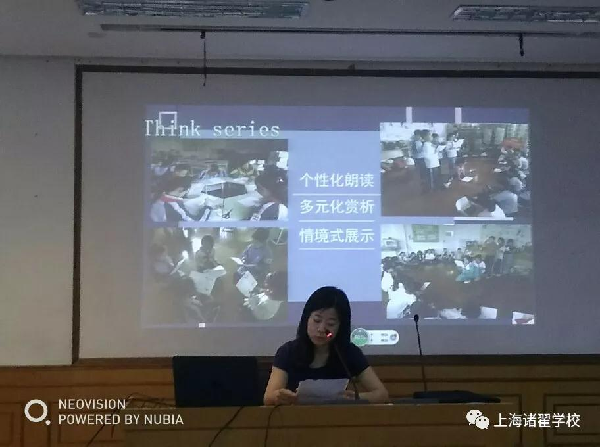 Think series
个性化朗读
多元化赏析
情境式展示
NEOVISION
POWERED BY NUBIA
上海诸翟学校